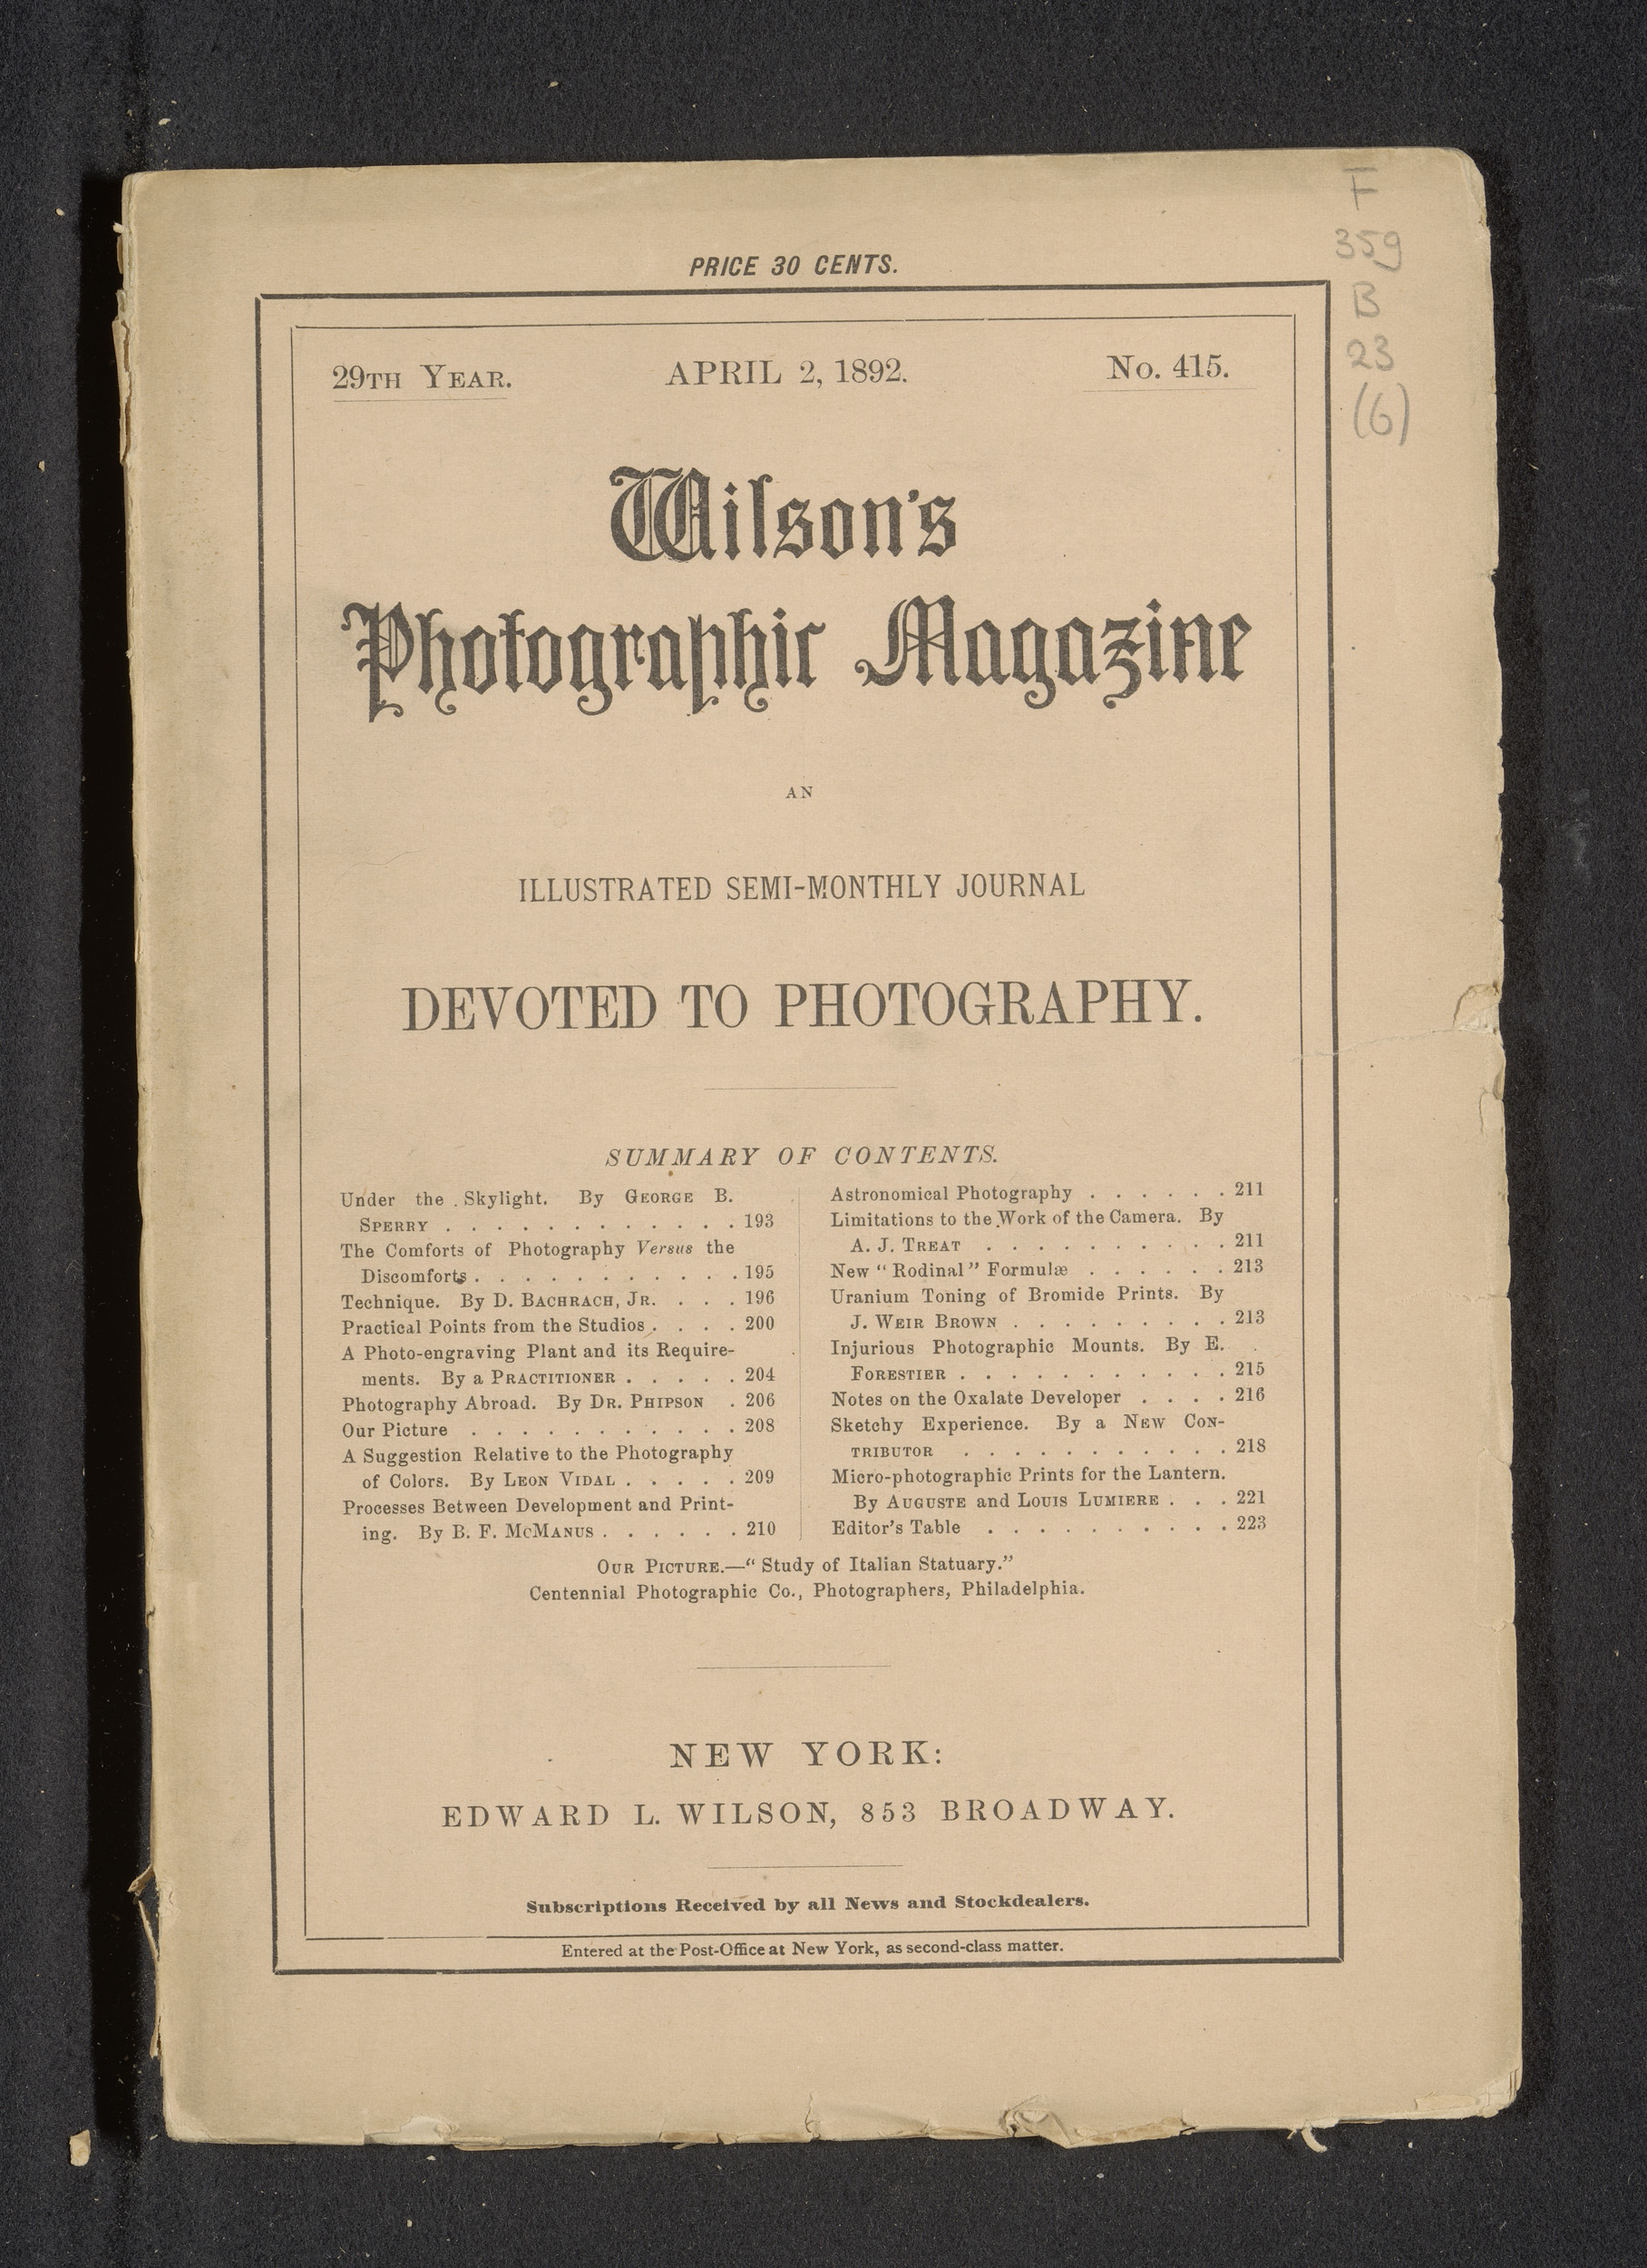 F
359
B
23
(6)
PRICE 30 CENTS.
29TH YEAR. APRIL 2, 1892. No. 415.
Wilson's
Photographic Magazine
AN
ILLUSTRATED SEMI-MONTHLY JOURNAL
DEVOTED TO PHOTOGRAPHY.
SUMMARY OF CONTENTS.
Under the Skylight. By GEORGE B.
SPERRY . . . . . . . . . . . . 193
The Comforts of Photography Versus the
Discomforts . . . . . . . . . . . 195
Technique. By D. BACHRACH, JR. . . . 196
Practical Points from the Studios . . . . 200
A Photo-engraving Plant and its Require-
ments. By a PRACTITIONER . . . . . 204
Photography Abroad. By DR. PHIPSON . 206
Our Picture . . . . . . . . . . . 208
A Suggestion Relative to the Photography
of Colors. By LEON VIDAL . . . . . 209
Processes Between Development and Print-
ing. By B. F. MCMANUS . . . . . . 210
Astronomical Photography . . . . . . 211
Limitations to the Work of the Camera. By
A. J. TREAT . . . . . . . . . . 211
New "Rodinal" Formulæ . . . . . . 213
Uranium Toning of Bromide Prints. By
J. WEIR BROWN . . . . . . . . . 213
Injurious Photographic Mounts. By E.
FORESTIER . . . . . . . . . . . 215
Notes on the Oxalate Developer . . . . 216
Sketchy Experience. By a NEW CON-
TRIBUTOR . . . . . . . . . . . 218
Micro-photographic Prints for the Lantern.
By AUGUSTE and LOUIS LUMIERE . . . 221
Editor's Table . . . . . . . . . . 223
OUR PICTURE.—"Study of Italian Statuary."
Centennial Photographic Co., Photographers, Philadelphia.
NEW YORK:
EDWARD L. WILSON, 853 BROADWAY.
Subscriptions Received by all News and Stockdealers.
Entered at the Post-Office at New York, as second-class matter.